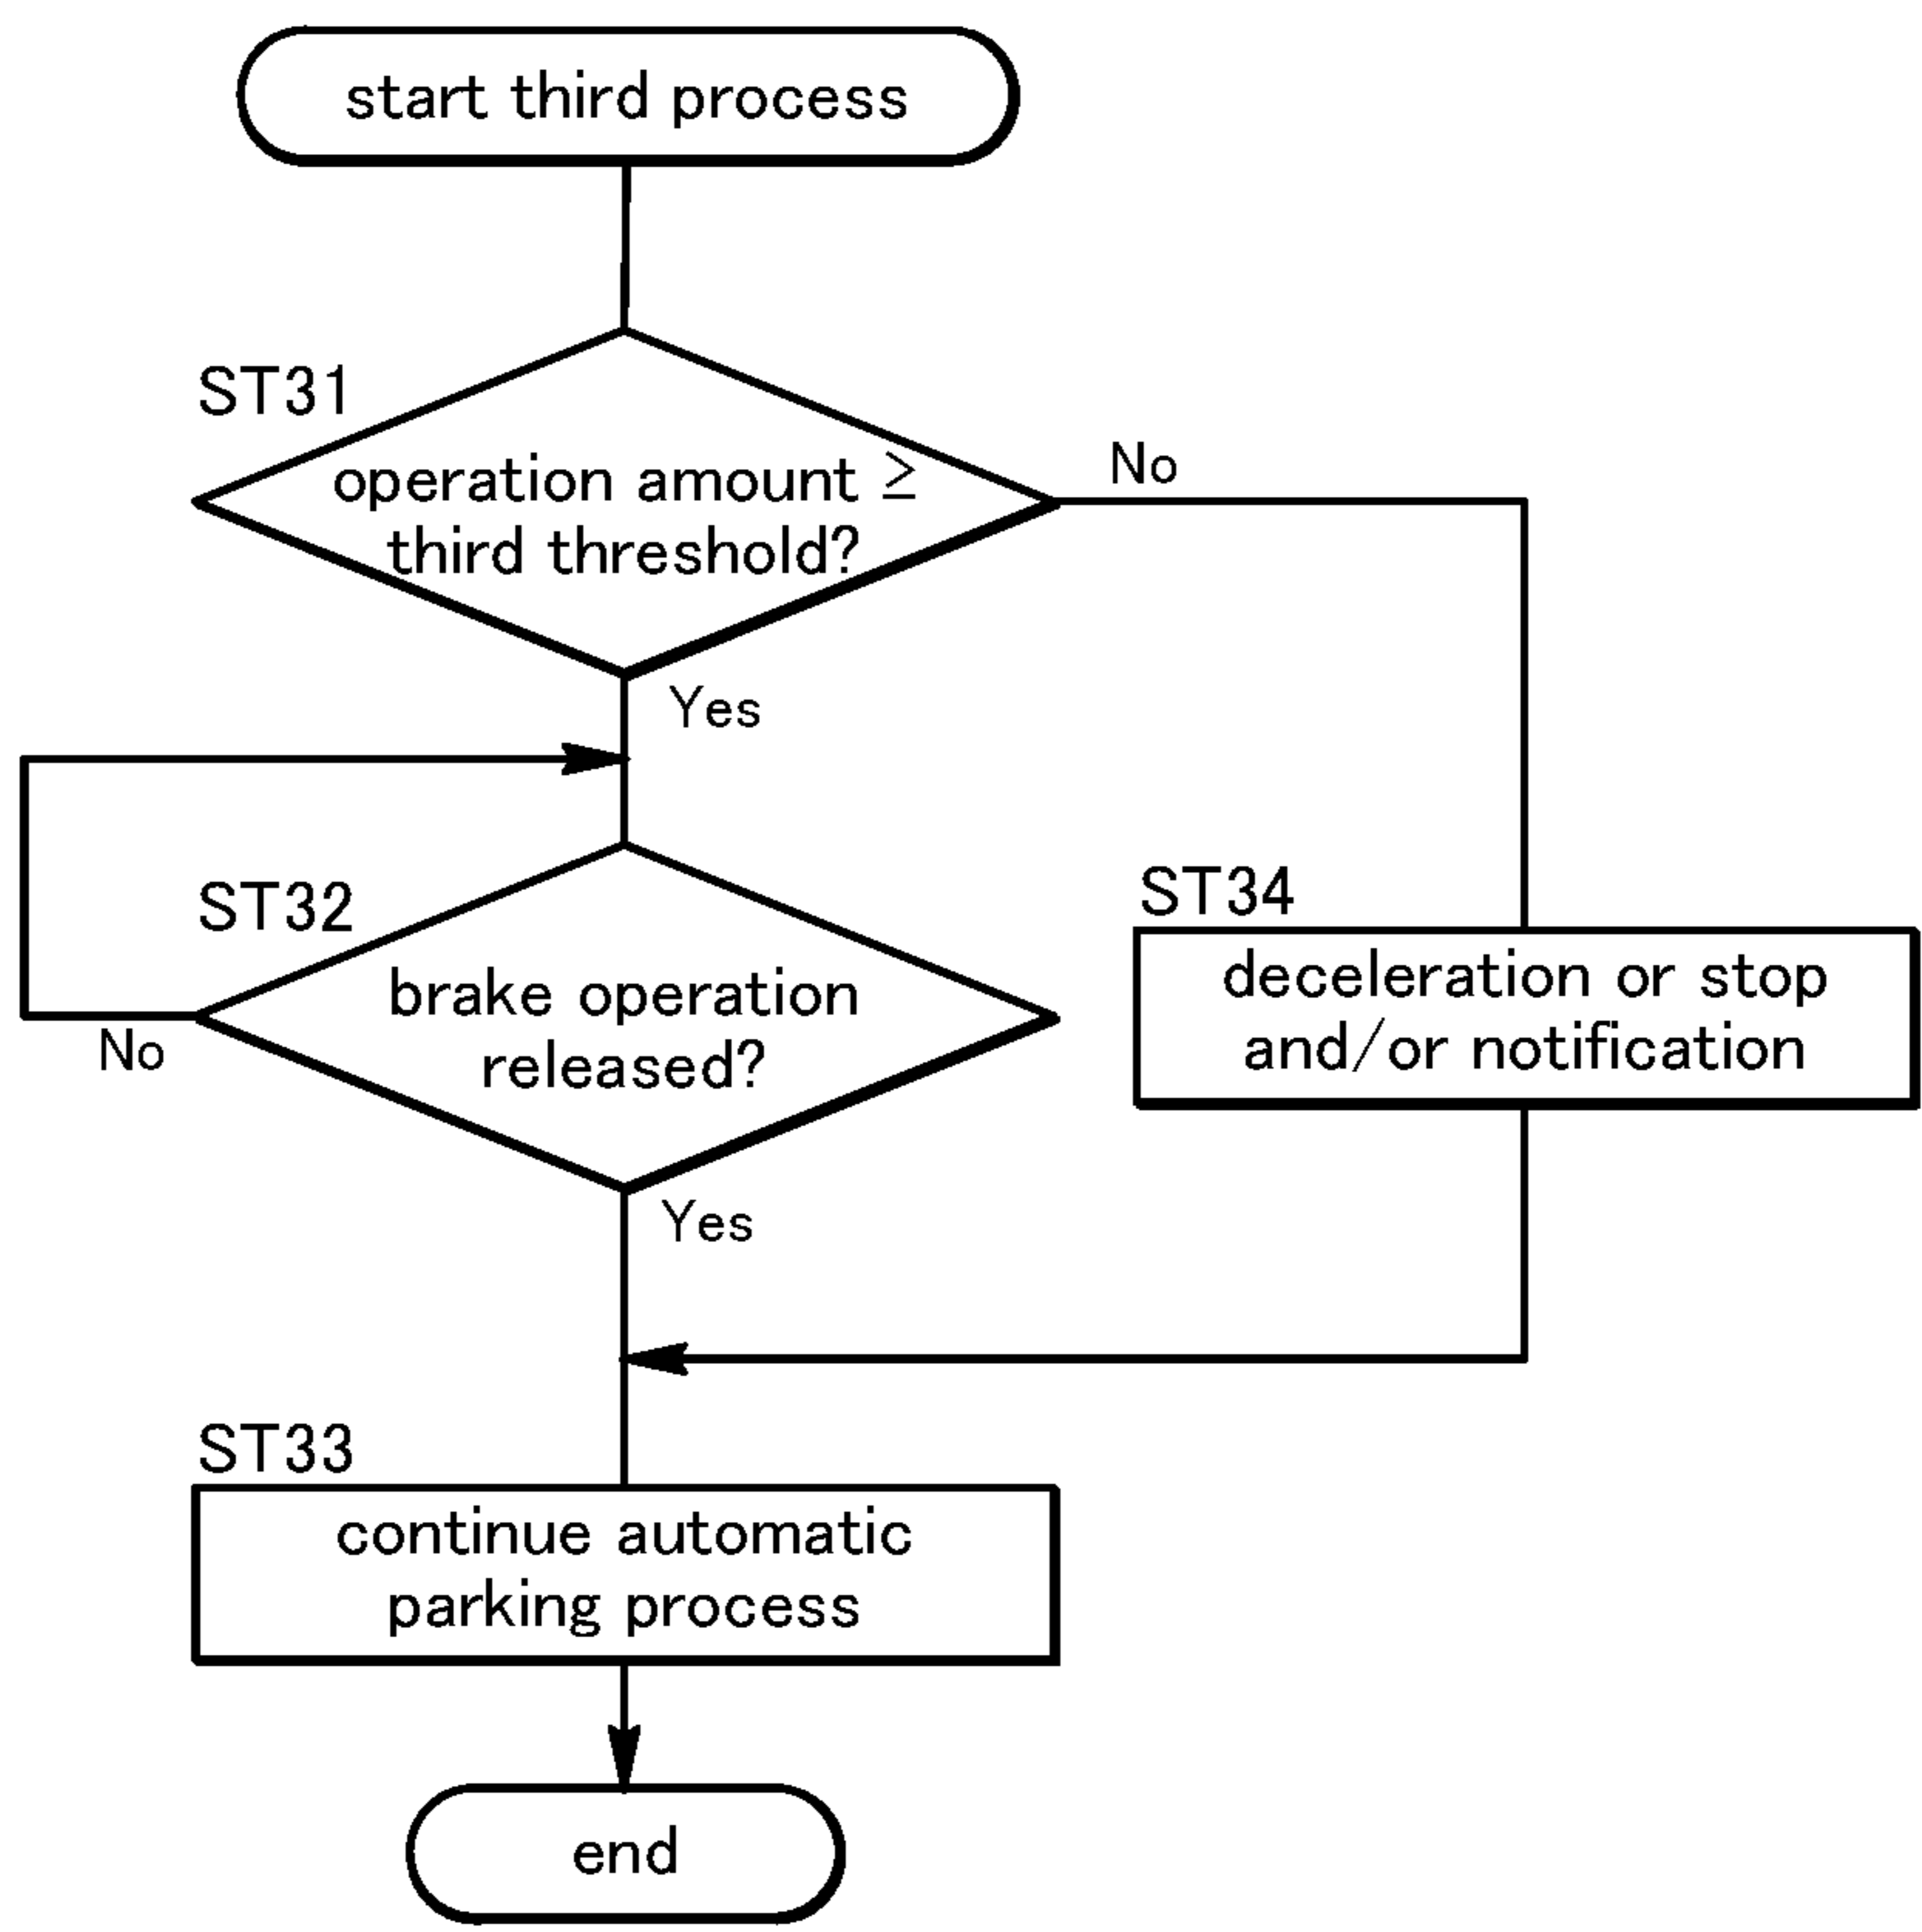 start third process
ST31
operation amount ≥
third threshold?
No
Yes
ST32
brake operation
released?
No
Yes
ST34
deceleration or stop
and/or notification
ST33
continue automatic
parking process
end